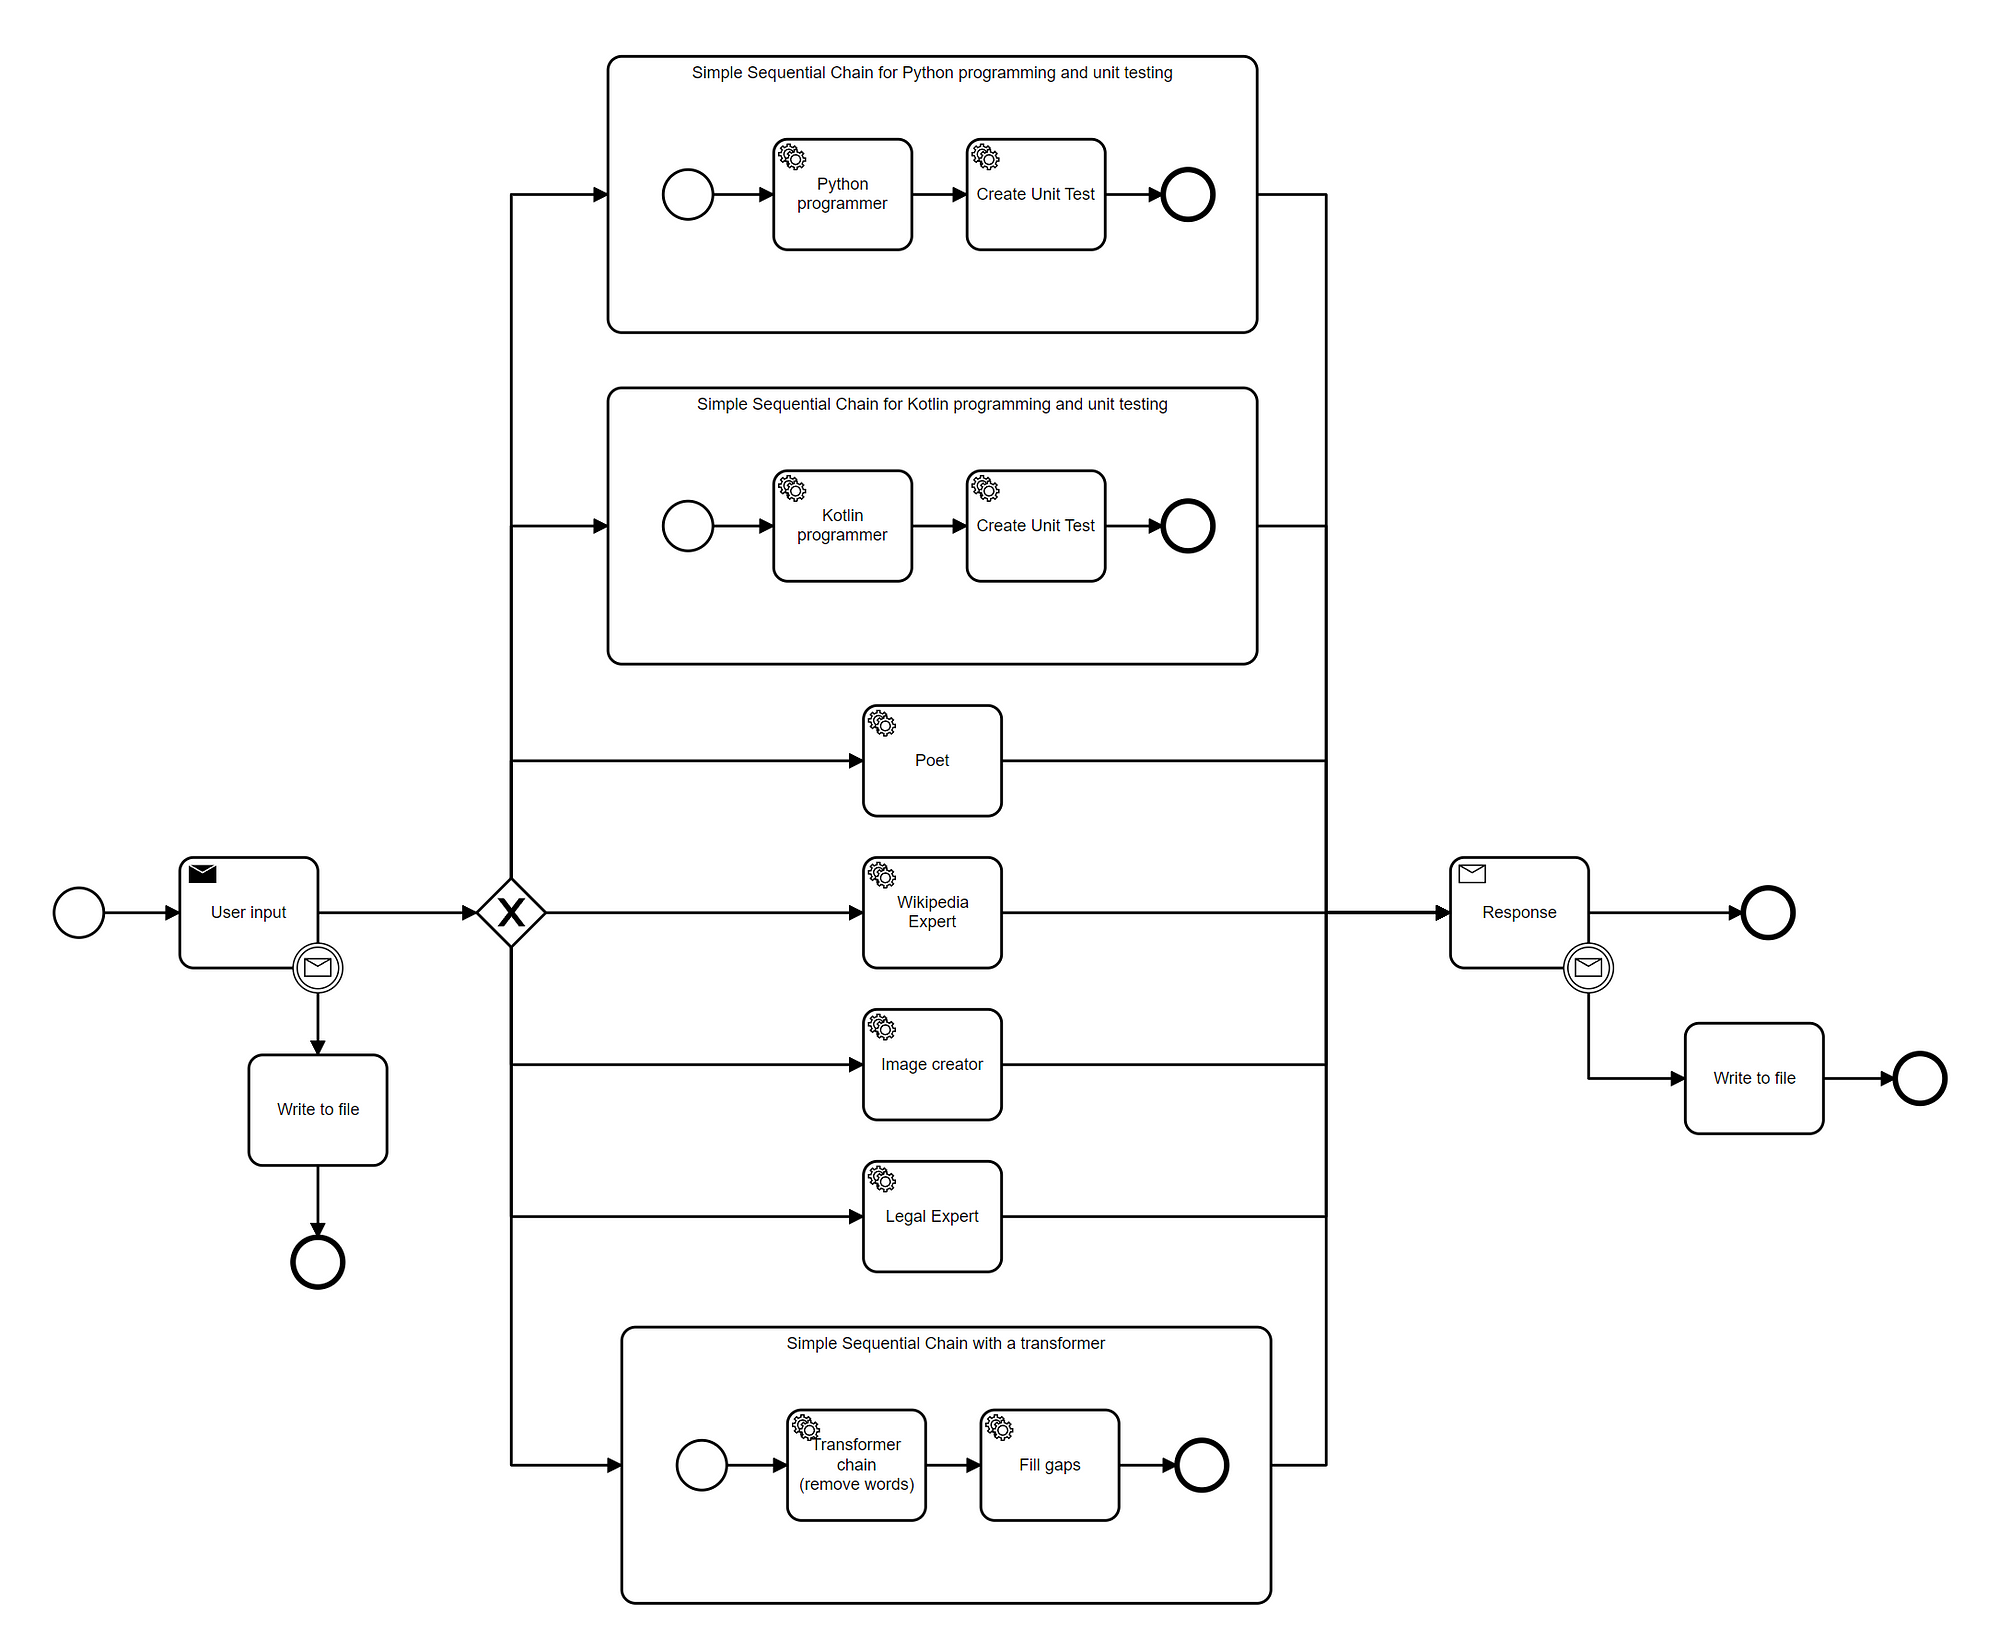 Simple Sequential Chain for Python programming and unit testing
Python
programmer
Create Unit Test
Simple Sequential Chain for Kotlin programming and unit testing
Kotlin
programmer
Create Unit Test
Poet
User input
X
Wikipedia
Expert
Response
Image creator
Write to file
Write to file
Legal Expert
Simple Sequential Chain with a transformer
Transformer
chain
(remove words)
Fill gaps